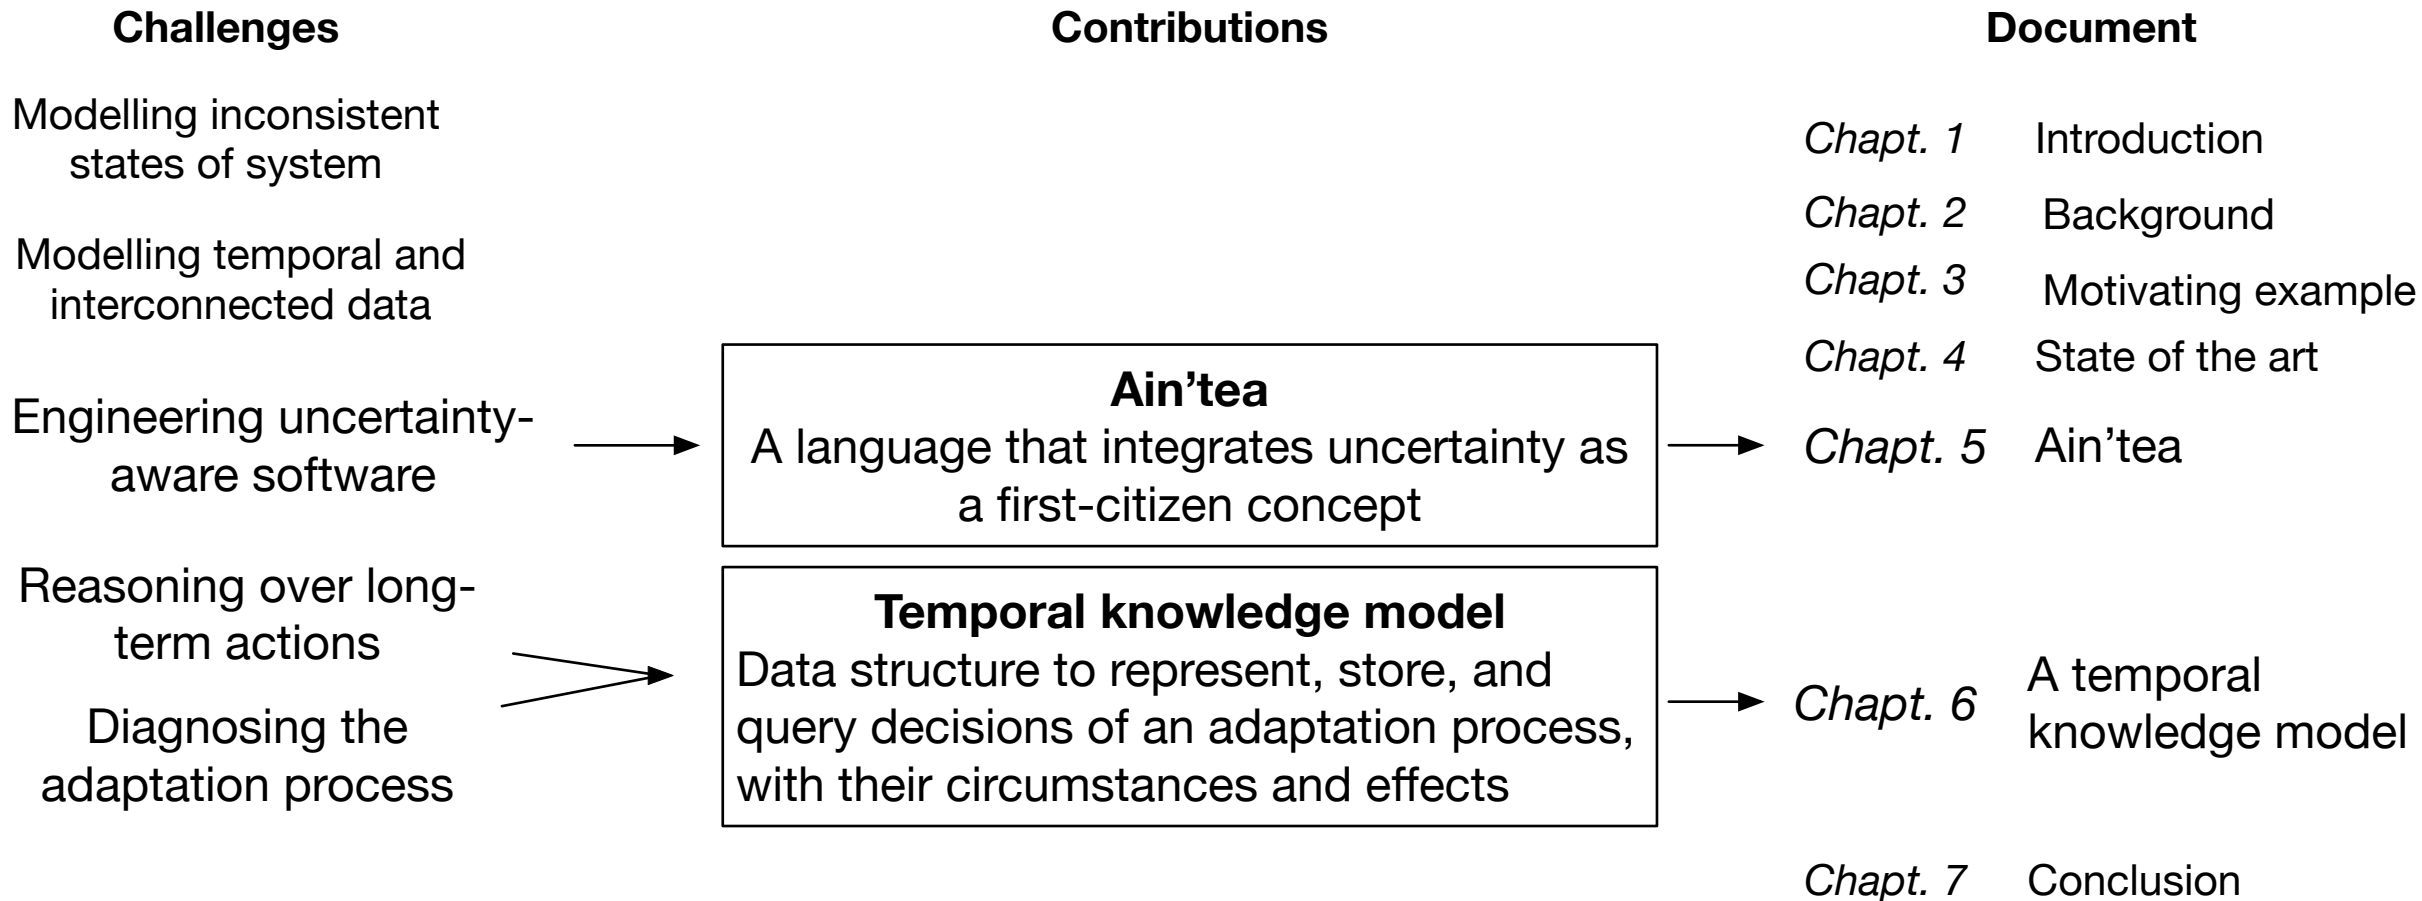 Challenges
Modelling inconsistent
states of system
Modelling temporal and
interconnected data
Engineering uncertainty-
aware software
Reasoning over long-
term actions
Diagnosing the
adaptation process
Contributions
Ain’tea
A language that integrates uncertainty as
a first-citizen concept
Temporal knowledge model
Data structure to represent, store, and
query decisions of an adaptation process,
with their circumstances and effects
Document
Chapt. 1 Introduction
Chapt. 2 Background
Chapt. 3 Motivating example
Chapt. 4 State of the art
Chapt. 5 Ain’tea
Chapt. 6 A temporal
knowledge model
Chapt. 7 Conclusion